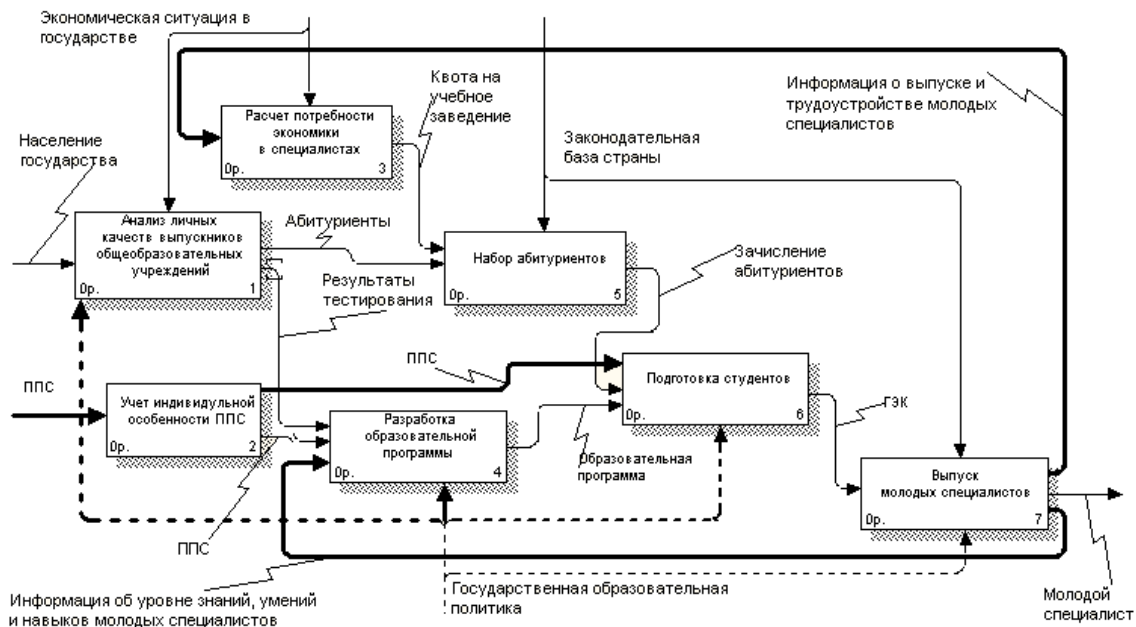 Экономическая ситуация в
государстве
Квота на
учебное
заведение
Информация о выпуске и
трудоустройстве молодых
специалистов
Расчет потребности
экономики
в специалистах
0р.
3
Население
государства
Законодательная
база страны
Анализ личных
качеств выпускников
общеобразовательных
учреждений
0р.
1
Абитуриенты
Набор абитуриентов
0р.
5
Зачисление
абитуриентов
Результаты
тестирования
ППС
ППС
Учет индивидульной
особенности ППС
0р.
2
Разработка
образовательной
программы
0р.
4
Подготовка студентов
0р.
6
ГЭК
Образовательная
программа
Выпуск
молодых специалистов
0р.
7
ППС
Государственная образовательная
политика
Информация об уровне знаний, умений
и навыков молодых специалистов
Молодой
специалист